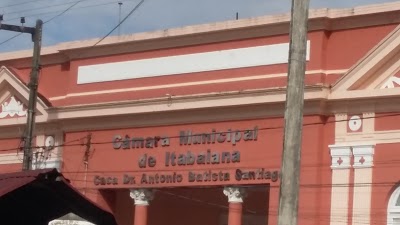 Câmara Municipal
de Itabaiana
Casa Dr. Antonio Batista Santiago